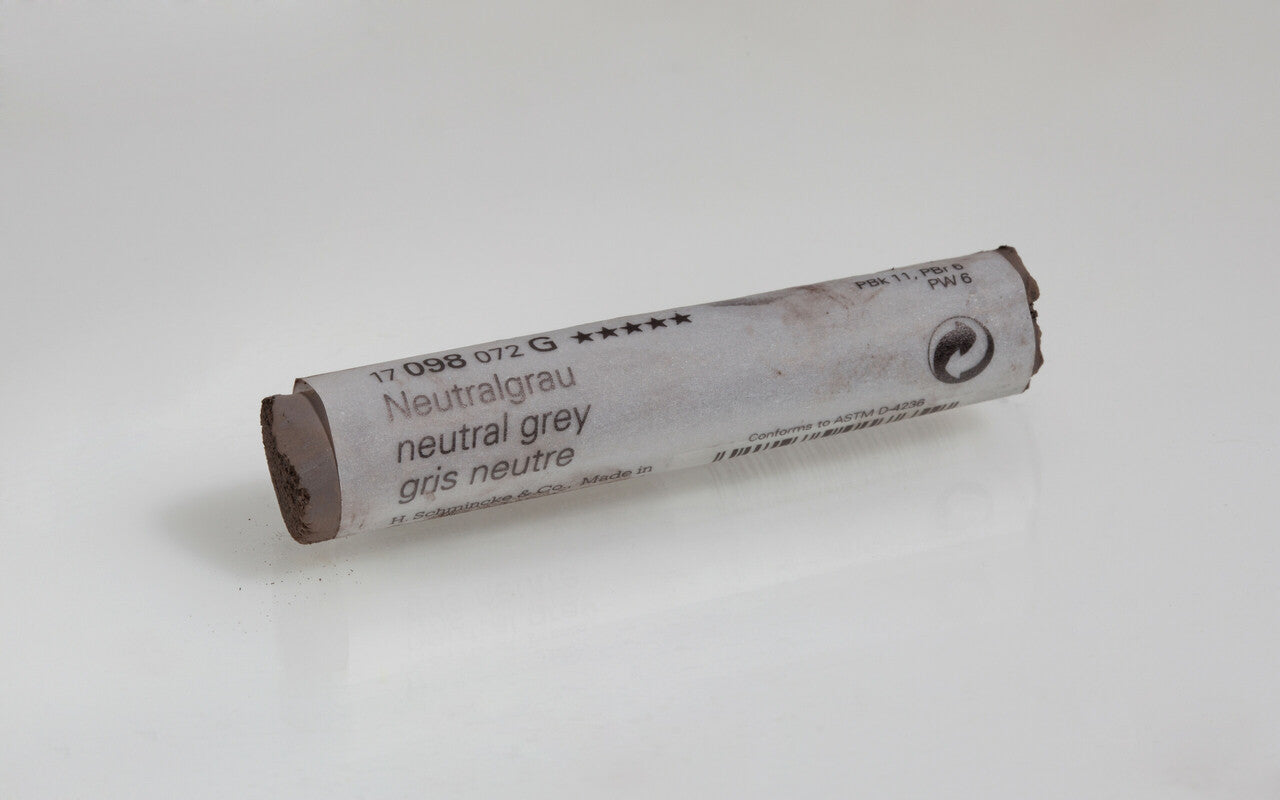 17 098 072 G ★★★★★
Neutralgrau
neutral grey
gris neutre
H. Schmincke & Co., Made in
PBk 11, PBr 6
PW 6
Conforms to ASTM D-4236